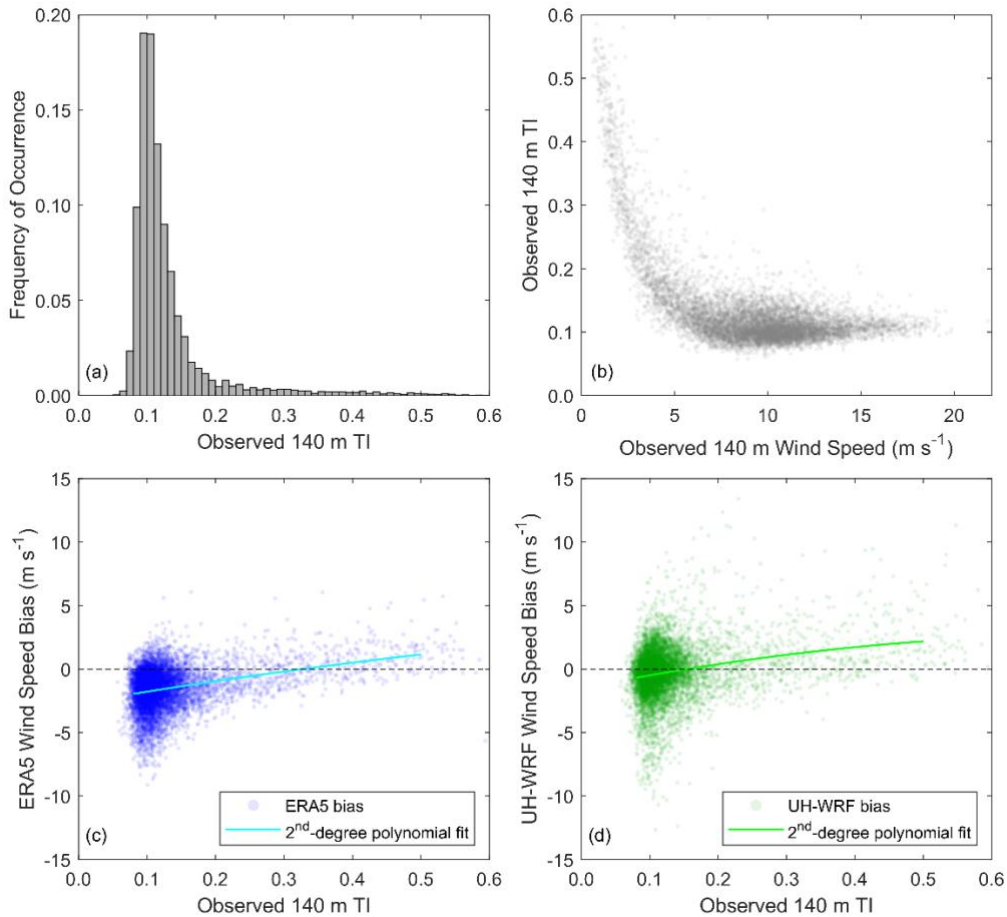 0.20
0.15
0.10
0.05
0.00
Frequency of Occurrence
(a)
0.0 0.1 0.2 0.3 0.4 0.5 0.6
Observed 140 m TI
0.6
0.5
0.4
0.3
0.2
0.1
0.0
Observed 140 m TI
(b)
0 5 10 15 20
Observed 140 m Wind Speed (m s⁻¹)
15
10
5
0
-5
-10
-15
ERA5 Wind Speed Bias (m s⁻¹)
ERA5 bias
2ⁿᵈ-degree polynomial fit
(c)
0.0 0.1 0.2 0.3 0.4 0.5 0.6
Observed 140 m TI
15
10
5
0
-5
-10
-15
UH-WRF Wind Speed Bias (m s⁻¹)
UH-WRF bias
2ⁿᵈ-degree polynomial fit
(d)
0.0 0.1 0.2 0.3 0.4 0.5 0.6
Observed 140 m TI